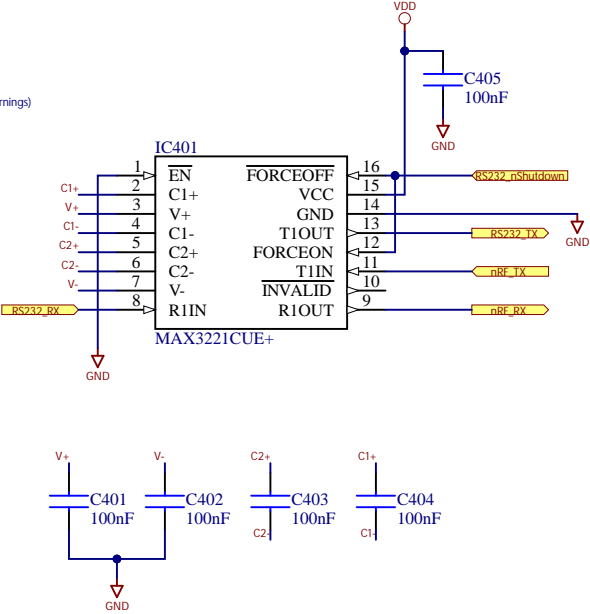 VDD
C405
100nF
rnings)
GND
IC401
1 EN FORCEOFF 16 RS232_nShutdown
C1+ 2 C1+ VCC 15
V+ 3 V+ GND 14
C1- 4 C1- T1OUT 13 RS232_TX
GND
C2+ 5 C2+ FORCEON 12
C2- 6 C2- T1IN 11 nRF_TX
V- 7 V- INVALID 10
RS232_RX 8 R1IN R1OUT 9 nRF_RX
MAX3221CUE+
GND
V+ V- C2+ C1+
C401 C402 C403 C404
100nF 100nF 100nF 100nF
C2- C1-
GND